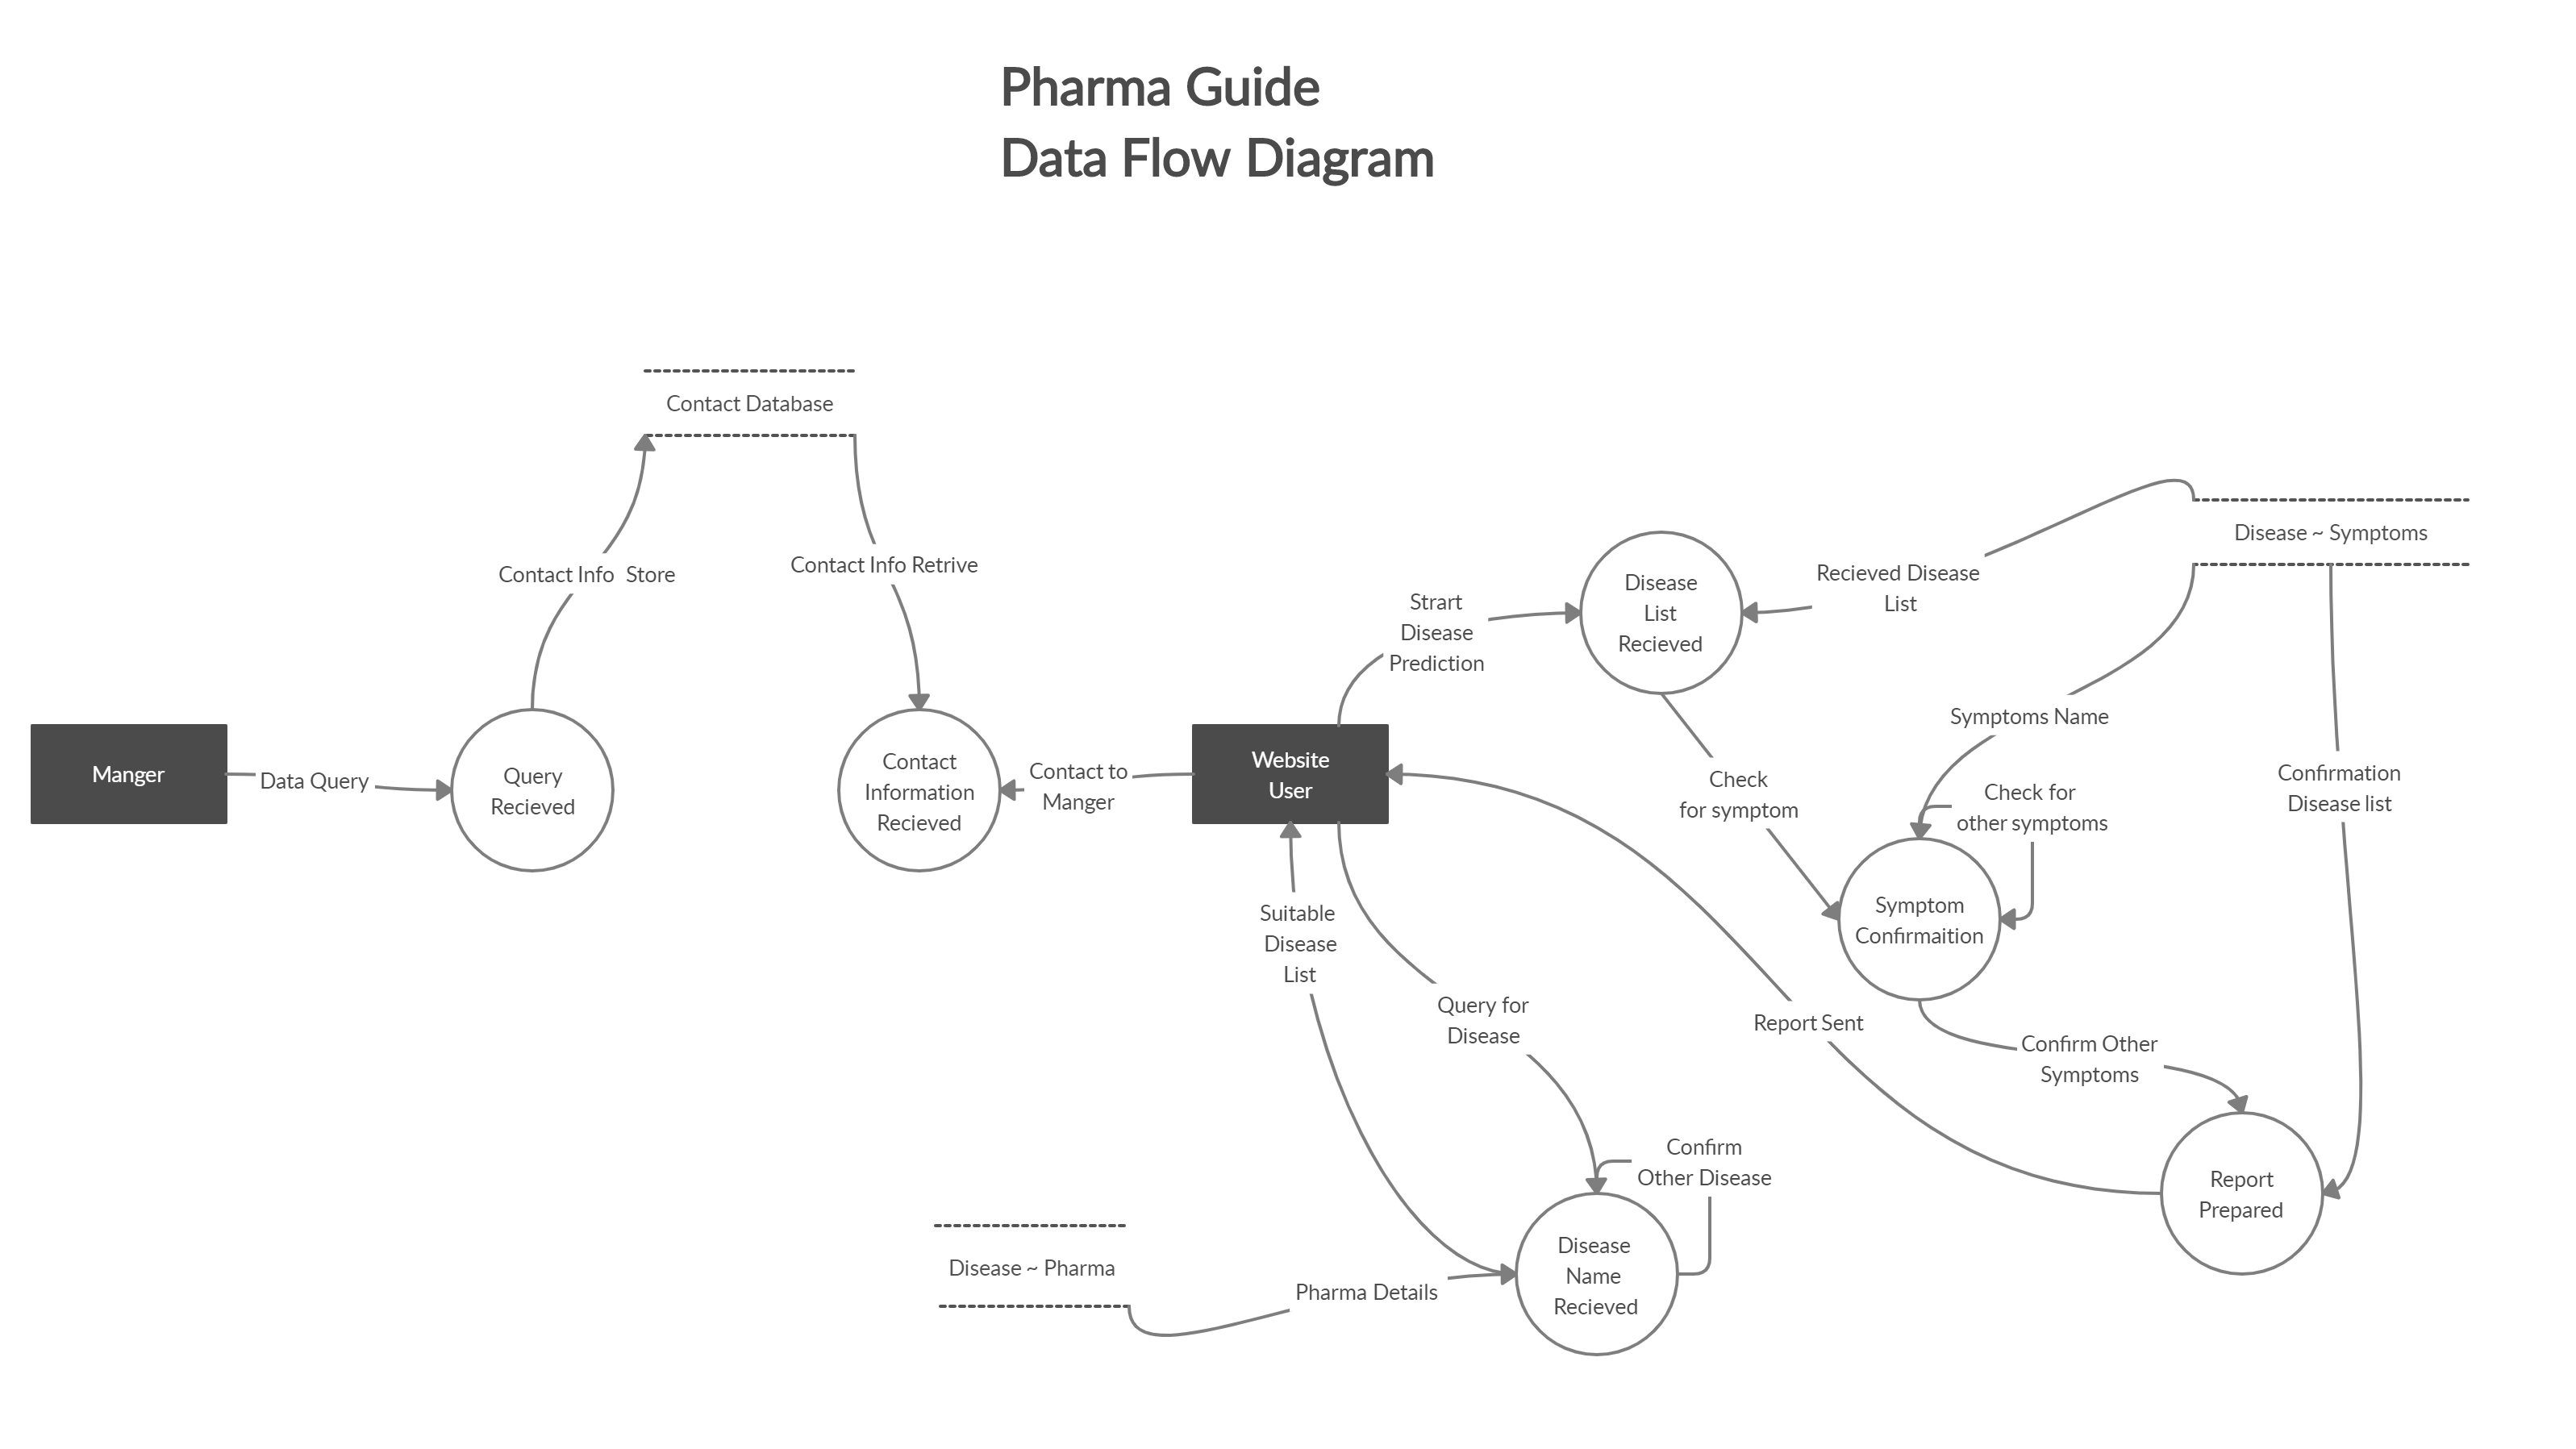 Pharma Guide
Data Flow Diagram
Contact Database
Contact Info  Store
Contact Info Retrive
Manger
Data Query
Query
Recieved
Contact
Information
Recieved
Contact to
Manger
Website
User
Strart
Disease
Prediction
Disease
List
Recieved
Recieved Disease
List
Disease ~ Symptoms
Symptoms Name
Check
for symptom
Check for
other symptoms
Confirmation
Disease list
Symptom
Confirmaition
Suitable
Disease
List
Query for
Disease
Report Sent
Confirm Other
Symptoms
Confirm
Other Disease
Report
Prepared
Disease ~ Pharma
Pharma Details
Disease
Name
Recieved